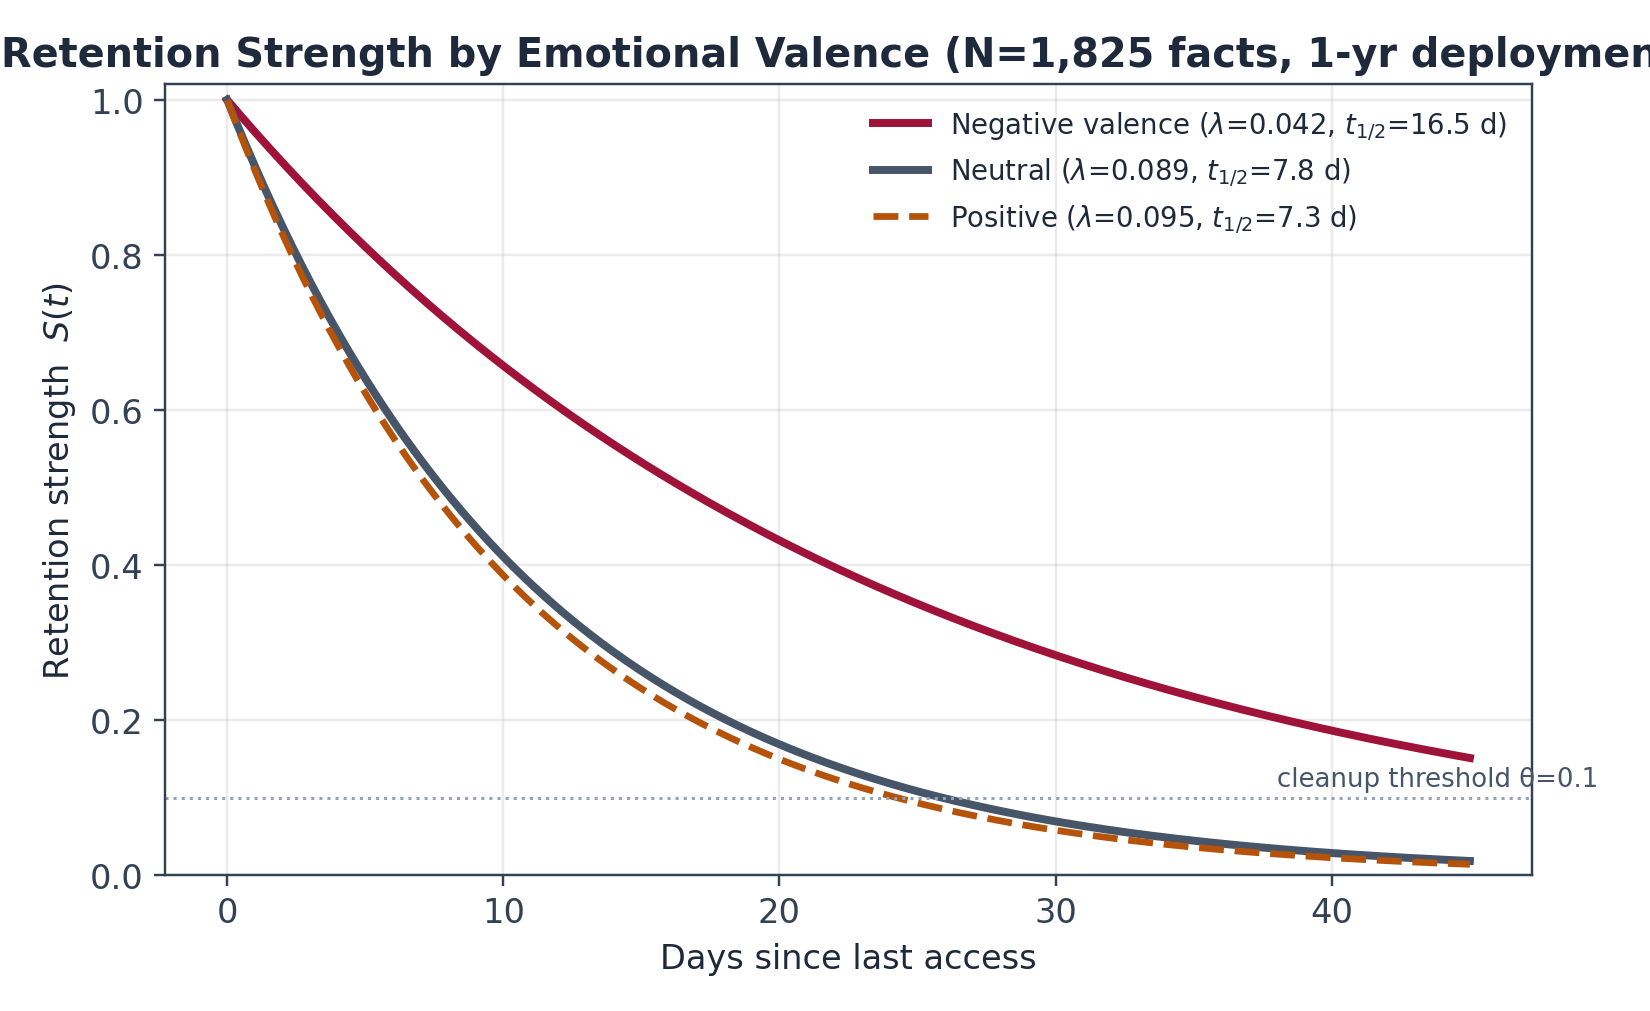 Retention Strength by Emotional Valence (N=1,825 facts, 1-yr deploymen
1.0
0.8
0.6
0.4
0.2
0.0
Retention strength S(t)
Negative valence (λ=0.042, t1/2=16.5 d)
Neutral (λ=0.089, t1/2=7.8 d)
Positive (λ=0.095, t1/2=7.3 d)
cleanup threshold θ=0.1
0 10 20 30 40
Days since last access